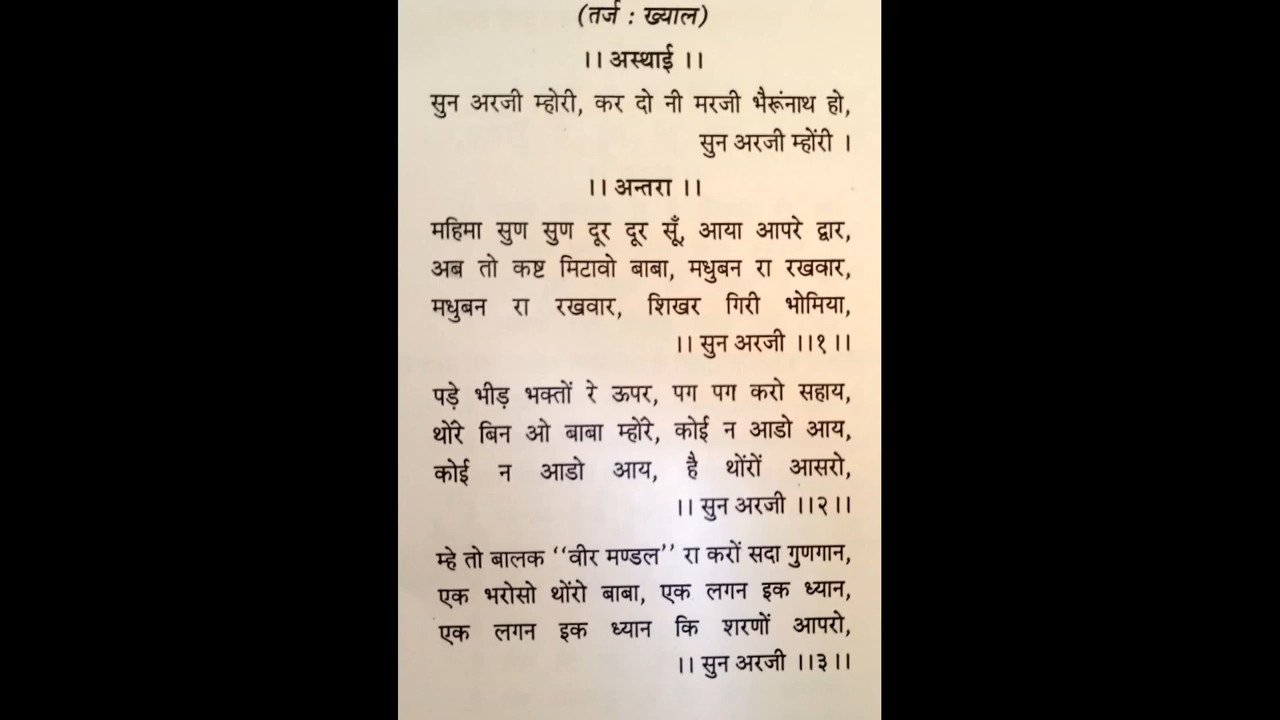 (तर्ज : ख्याल)
।। अस्थाई ।।
सुन अरजी म्होरी, कर दो नी मरजी भैरूंनाथ हो,
सुन अरजी म्होंरी ।
।। अन्तरा ।।
महिमा सुण सुण दूर दूर सूँ, आया आपरे द्वार,
अब तो कष्ट मिटावो बाबा, मधुबन रा रखवार,
मधुबन रा रखवार, शिखर गिरी भोमिया,
।। सुन अरजी ।।१।।
पड़े भीड़ भक्तों रे ऊपर, पग पग करो सहाय,
थोंरे बिन ओ बाबा म्होंरे, कोई न आडो आय,
कोई न आडो आय, है थोंरों आसरो,
।। सुन अरजी ।।२।।
म्हे तो बालक ‘‘वीर मण्डल’’ रा करों सदा गुणगान,
एक भरोसो थोंरो बाबा, एक लगन इक ध्यान,
एक लगन इक ध्यान कि शरणों आपरो,
।। सुन अरजी ।।३।।